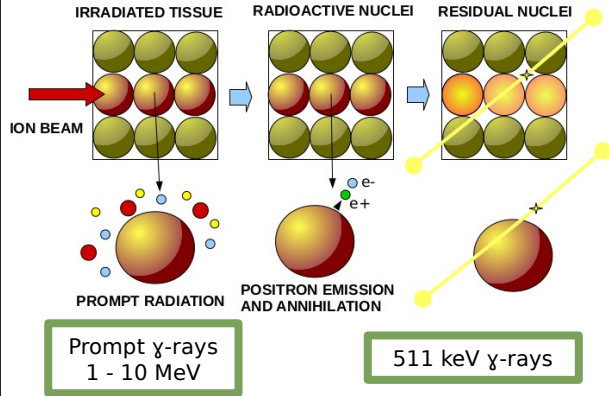 IRRADIATED TISSUE
RADIOACTIVE NUCLEI
RESIDUAL NUCLEI
ION BEAM
e-
e+
PROMPT RADIATION
POSITRON EMISSION
AND ANNIHILATION
Prompt ɣ-rays
1 - 10 MeV
511 keV ɣ-rays